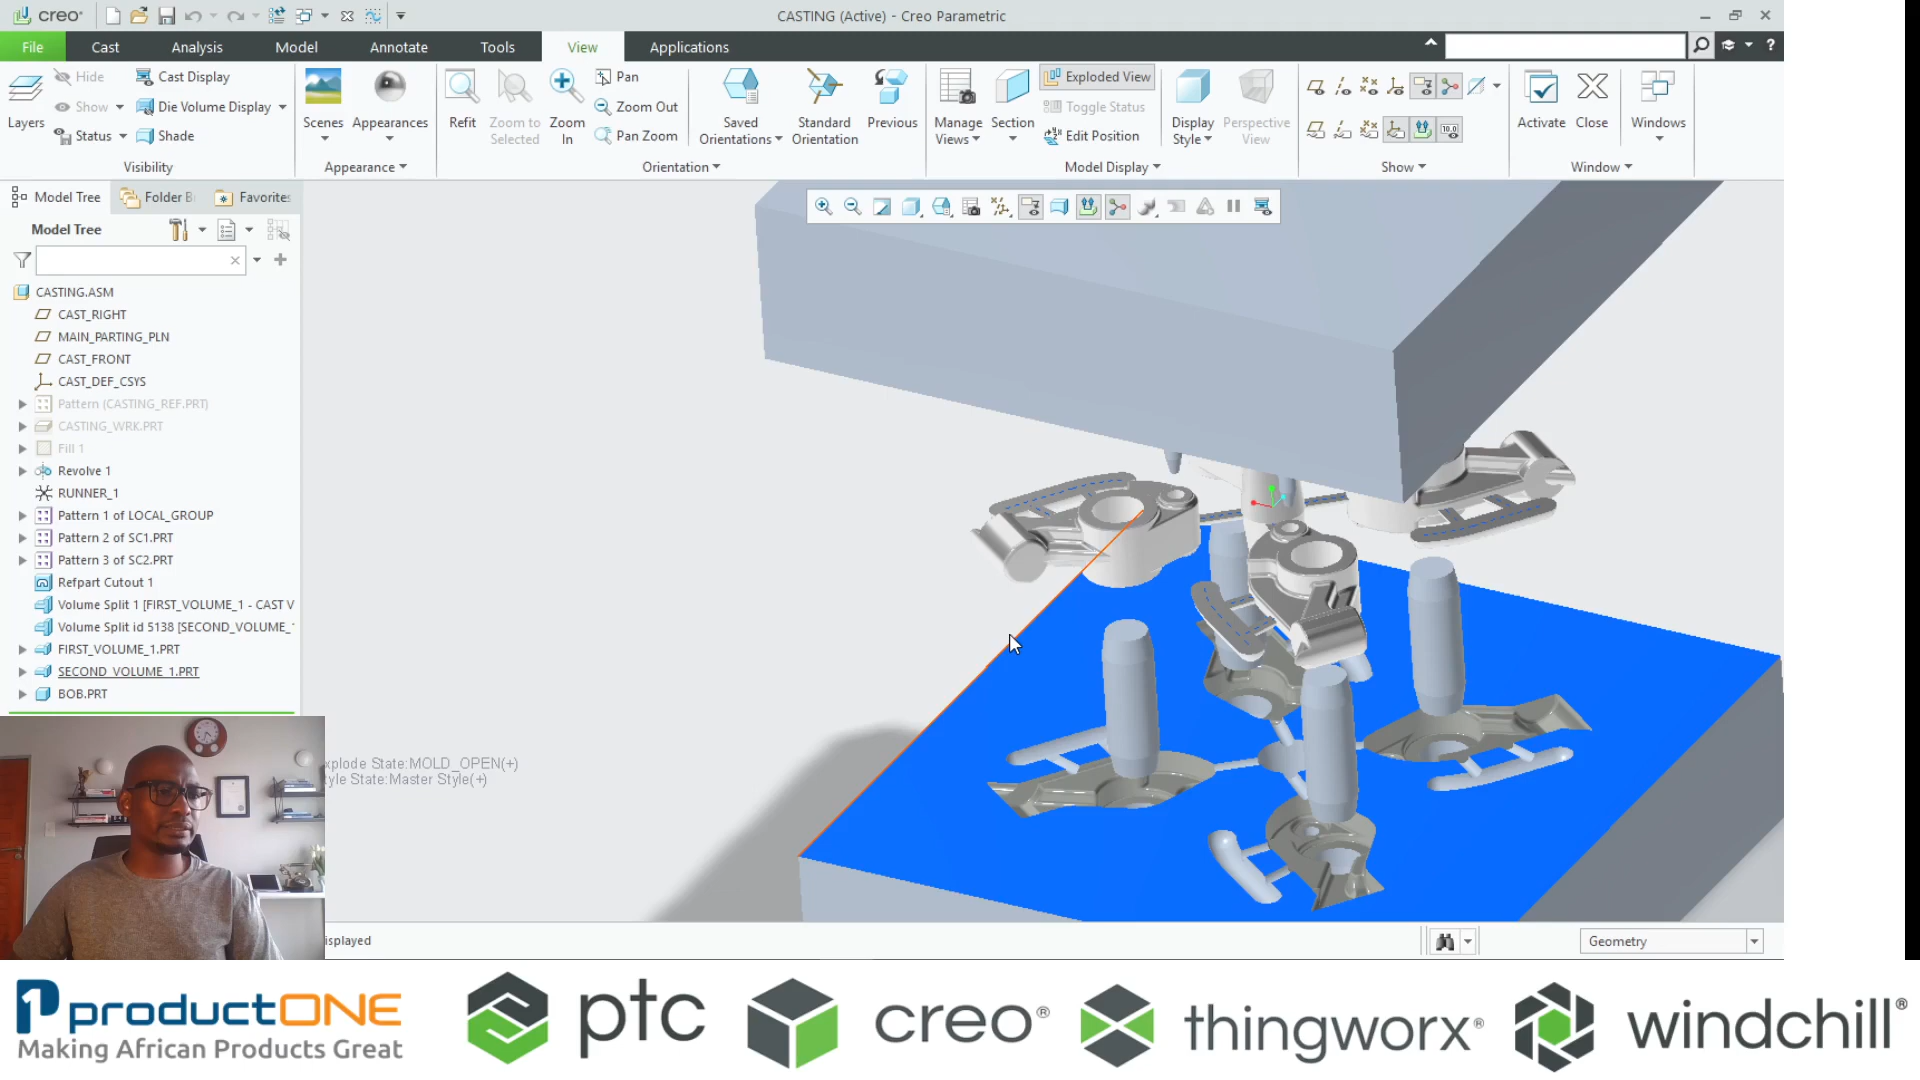 creo®
CASTING (Active) - Creo Parametric
File
Cast
Analysis
Model
Annotate
Tools
View
Applications
Layers
Hide
Show
Status
Cast Display
Die Volume Display
Shade
Visibility
Scenes
Appearances
Appearance
Refit
Zoom to
Selected
Zoom
In
Pan
Zoom Out
Pan Zoom
Saved
Orientations
Standard
Orientation
Previous
Orientation
Manage
Views
Section
Exploded View
Toggle Status
Edit Position
Display
Style
Perspective
View
Model Display
Show
Activate
Close
Windows
Window
Model Tree
Folder B
Favorites
Model Tree
CASTING.ASM
CAST_RIGHT
MAIN_PARTING_PLN
CAST_FRONT
CAST_DEF_CSYS
Pattern (CASTING_REF.PRT)
CASTING_WRK.PRT
Fill 1
Revolve 1
RUNNER_1
Pattern 1 of LOCAL_GROUP
Pattern 2 of SC1.PRT
Pattern 3 of SC2.PRT
Refpart Cutout 1
Volume Split 1 [FIRST_VOLUME_1 - CAST V
Volume Split id 5138 [SECOND_VOLUME_
FIRST_VOLUME_1.PRT
SECOND_VOLUME_1.PRT
BOB.PRT
xplode State:MOLD_OPEN(+)
tyle State:Master Style(+)
isplayed
Geometry
productONE
Making African Products Great
ptc
creo®
thingworx®
windchill®